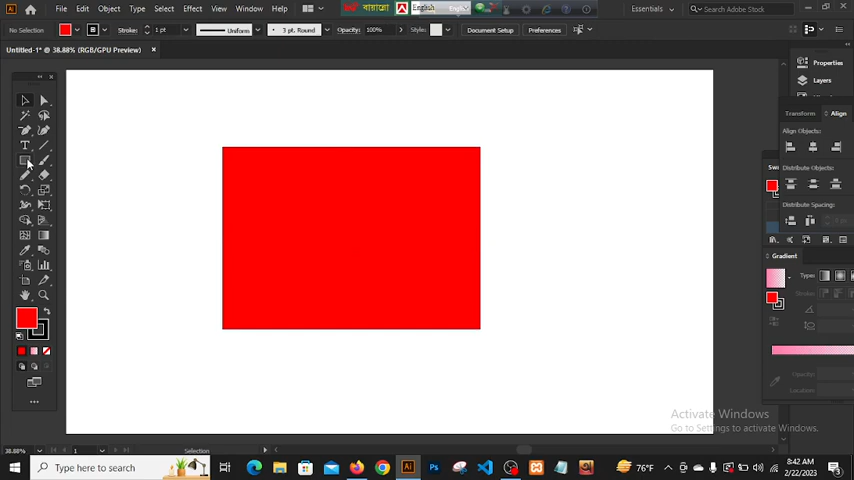 File Edit Object Type Select Effect View Window Help বায়ান্নো English Essentials Search Adobe Stock
No Selection Stroke: 1 pt Uniform 3 pt. Round Opacity: 100% Style: Document Setup Preferences
Untitled-1* @ 38.88% (RGB/GPU Preview) ×
Properties
Layers
Transform Align
Align Objects:
Distribute Objects:
Distribute Spacing:
Gradient
Type:
Opacity:
Location:
Activate Windows
Go to Settings to activate Windows.
38.88% 1 Selection
Type here to search 76°F 8:42 AM
2/22/2023